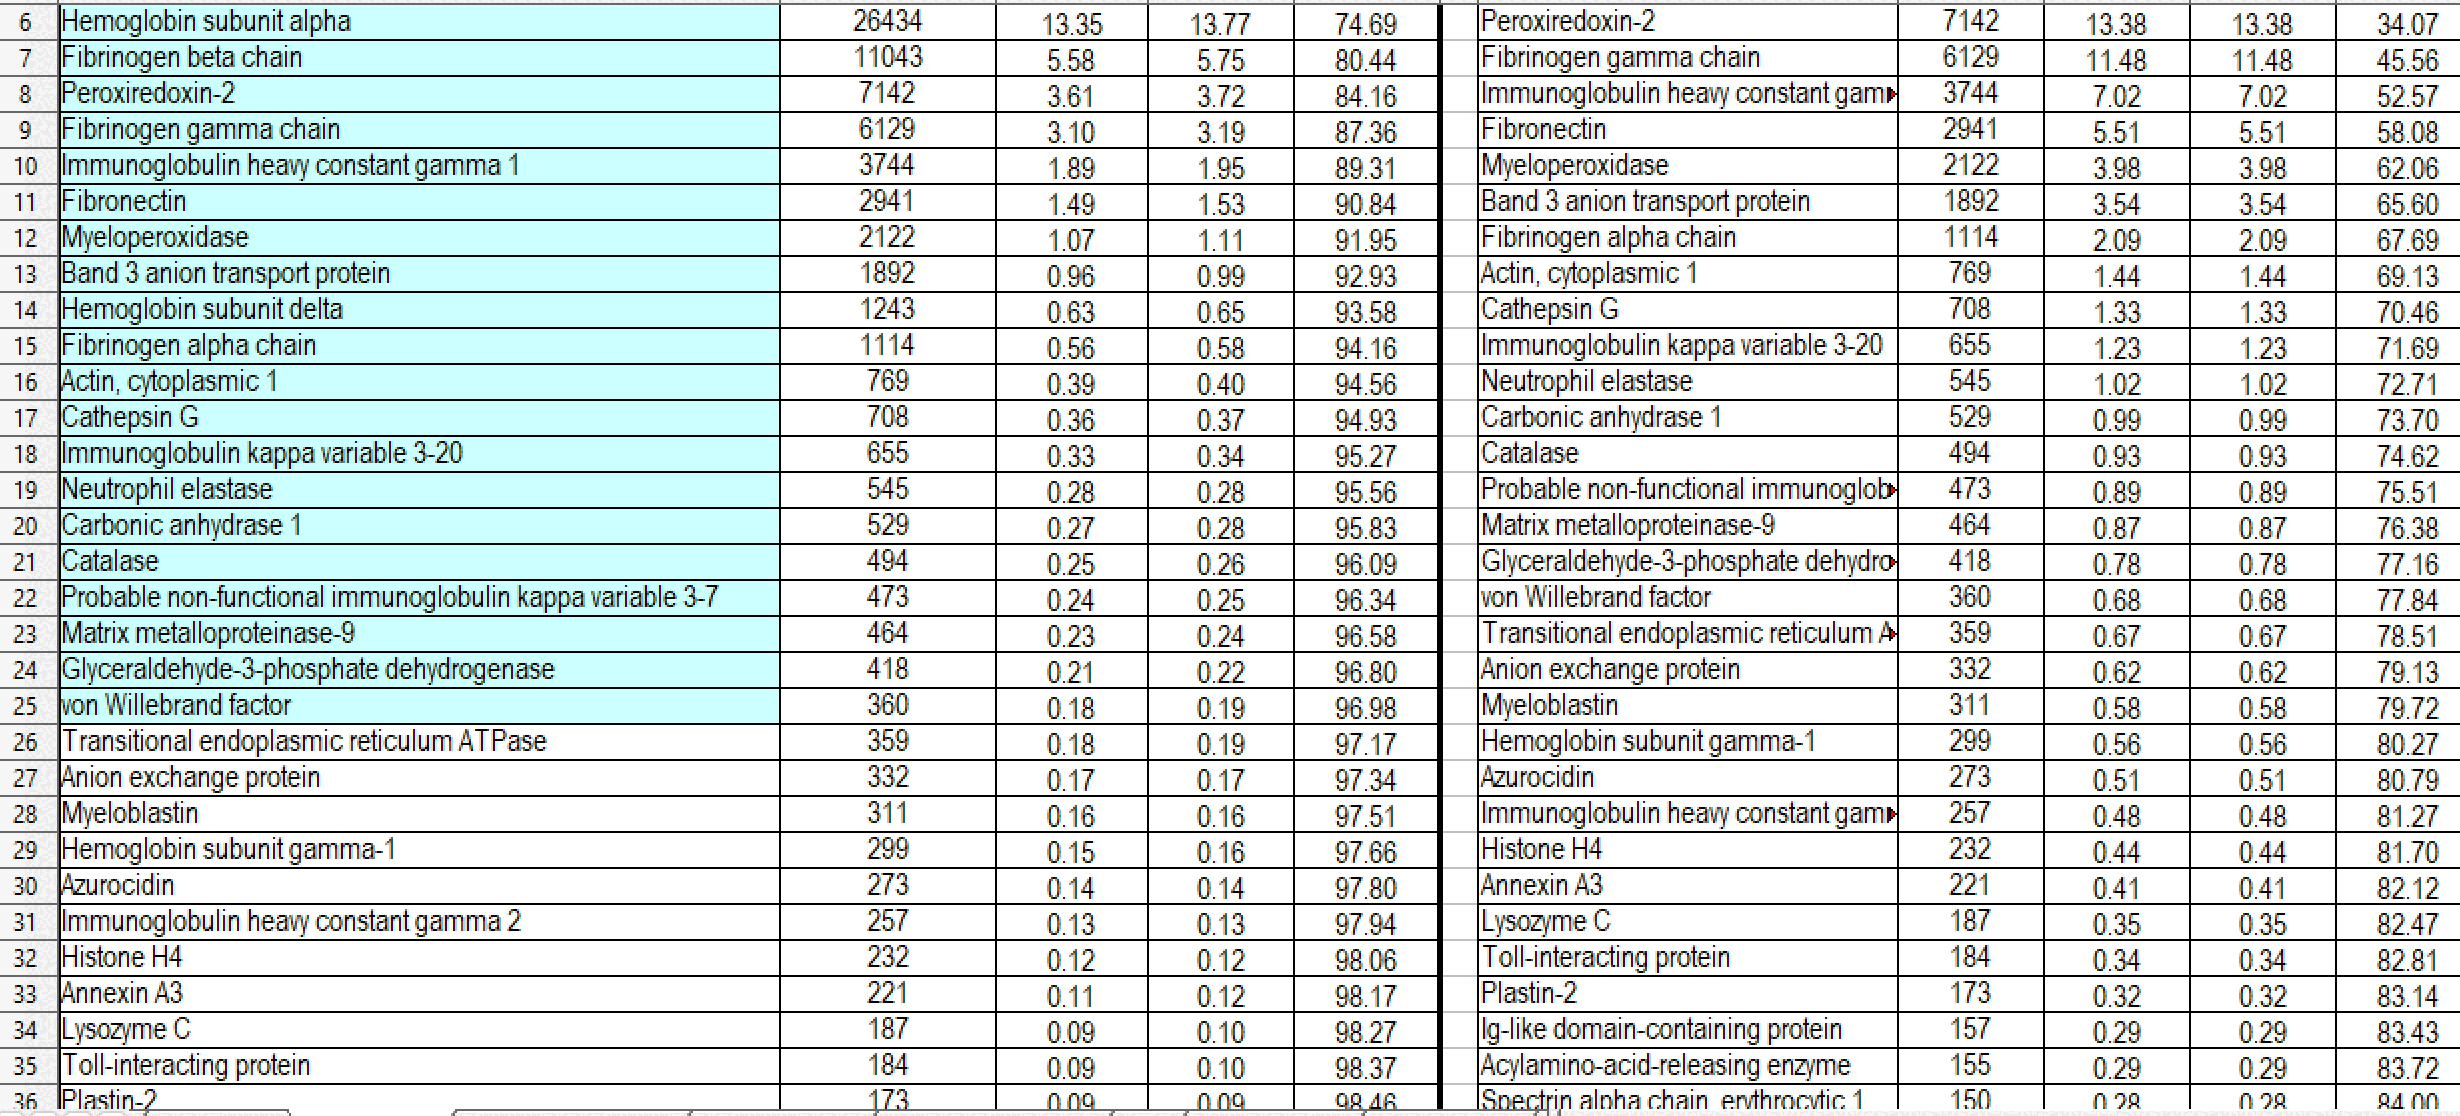 6 Hemoglobin subunit alpha 26434 13.35 13.77 74.69 Peroxiredoxin-2 7142 13.38 13.38 34.07
7 Fibrinogen beta chain 11043 5.58 5.75 80.44 Fibrinogen gamma chain 6129 11.48 11.48 45.56
8 Peroxiredoxin-2 7142 3.61 3.72 84.16 Immunoglobulin heavy constant gam 3744 7.02 7.02 52.57
9 Fibrinogen gamma chain 6129 3.10 3.19 87.36 Fibronectin 2941 5.51 5.51 58.08
10 Immunoglobulin heavy constant gamma 1 3744 1.89 1.95 89.31 Myeloperoxidase 2122 3.98 3.98 62.06
11 Fibronectin 2941 1.49 1.53 90.84 Band 3 anion transport protein 1892 3.54 3.54 65.60
12 Myeloperoxidase 2122 1.07 1.11 91.95 Fibrinogen alpha chain 1114 2.09 2.09 67.69
13 Band 3 anion transport protein 1892 0.96 0.99 92.93 Actin, cytoplasmic 1 769 1.44 1.44 69.13
14 Hemoglobin subunit delta 1243 0.63 0.65 93.58 Cathepsin G 708 1.33 1.33 70.46
15 Fibrinogen alpha chain 1114 0.56 0.58 94.16 Immunoglobulin kappa variable 3-20 655 1.23 1.23 71.69
16 Actin, cytoplasmic 1 769 0.39 0.40 94.56 Neutrophil elastase 545 1.02 1.02 72.71
17 Cathepsin G 708 0.36 0.37 94.93 Carbonic anhydrase 1 529 0.99 0.99 73.70
18 Immunoglobulin kappa variable 3-20 655 0.33 0.34 95.27 Catalase 494 0.93 0.93 74.62
19 Neutrophil elastase 545 0.28 0.28 95.56 Probable non-functional immunoglob 473 0.89 0.89 75.51
20 Carbonic anhydrase 1 529 0.27 0.28 95.83 Matrix metalloproteinase-9 464 0.87 0.87 76.38
21 Catalase 494 0.25 0.26 96.09 Glyceraldehyde-3-phosphate dehydro 418 0.78 0.78 77.16
22 Probable non-functional immunoglobulin kappa variable 3-7 473 0.24 0.25 96.34 von Willebrand factor 360 0.68 0.68 77.84
23 Matrix metalloproteinase-9 464 0.23 0.24 96.58 Transitional endoplasmic reticulum A 359 0.67 0.67 78.51
24 Glyceraldehyde-3-phosphate dehydrogenase 418 0.21 0.22 96.80 Anion exchange protein 332 0.62 0.62 79.13
25 von Willebrand factor 360 0.18 0.19 96.98 Myeloblastin 311 0.58 0.58 79.72
26 Transitional endoplasmic reticulum ATPase 359 0.18 0.19 97.17 Hemoglobin subunit gamma-1 299 0.56 0.56 80.27
27 Anion exchange protein 332 0.17 0.17 97.34 Azurocidin 273 0.51 0.51 80.79
28 Myeloblastin 311 0.16 0.16 97.51 Immunoglobulin heavy constant gam 257 0.48 0.48 81.27
29 Hemoglobin subunit gamma-1 299 0.15 0.16 97.66 Histone H4 232 0.44 0.44 81.70
30 Azurocidin 273 0.14 0.14 97.80 Annexin A3 221 0.41 0.41 82.12
31 Immunoglobulin heavy constant gamma 2 257 0.13 0.13 97.94 Lysozyme C 187 0.35 0.35 82.47
32 Histone H4 232 0.12 0.12 98.06 Toll-interacting protein 184 0.34 0.34 82.81
33 Annexin A3 221 0.11 0.12 98.17 Plastin-2 173 0.32 0.32 83.14
34 Lysozyme C 187 0.09 0.10 98.27 Ig-like domain-containing protein 157 0.29 0.29 83.43
35 Toll-interacting protein 184 0.09 0.10 98.37 Acylamino-acid-releasing enzyme 155 0.29 0.29 83.72
36 Plastin-2 173 0.09 0.09 98.46 Spectrin alpha chain, erythrocytic 1 150 0.28 0.28 84.00